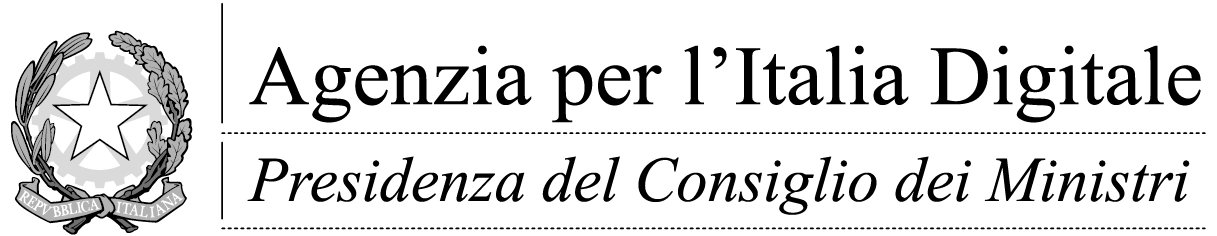 Agenzia per l’Italia Digitale
Presidenza del Consiglio dei Ministri
REPVBBLICA ITALIANA